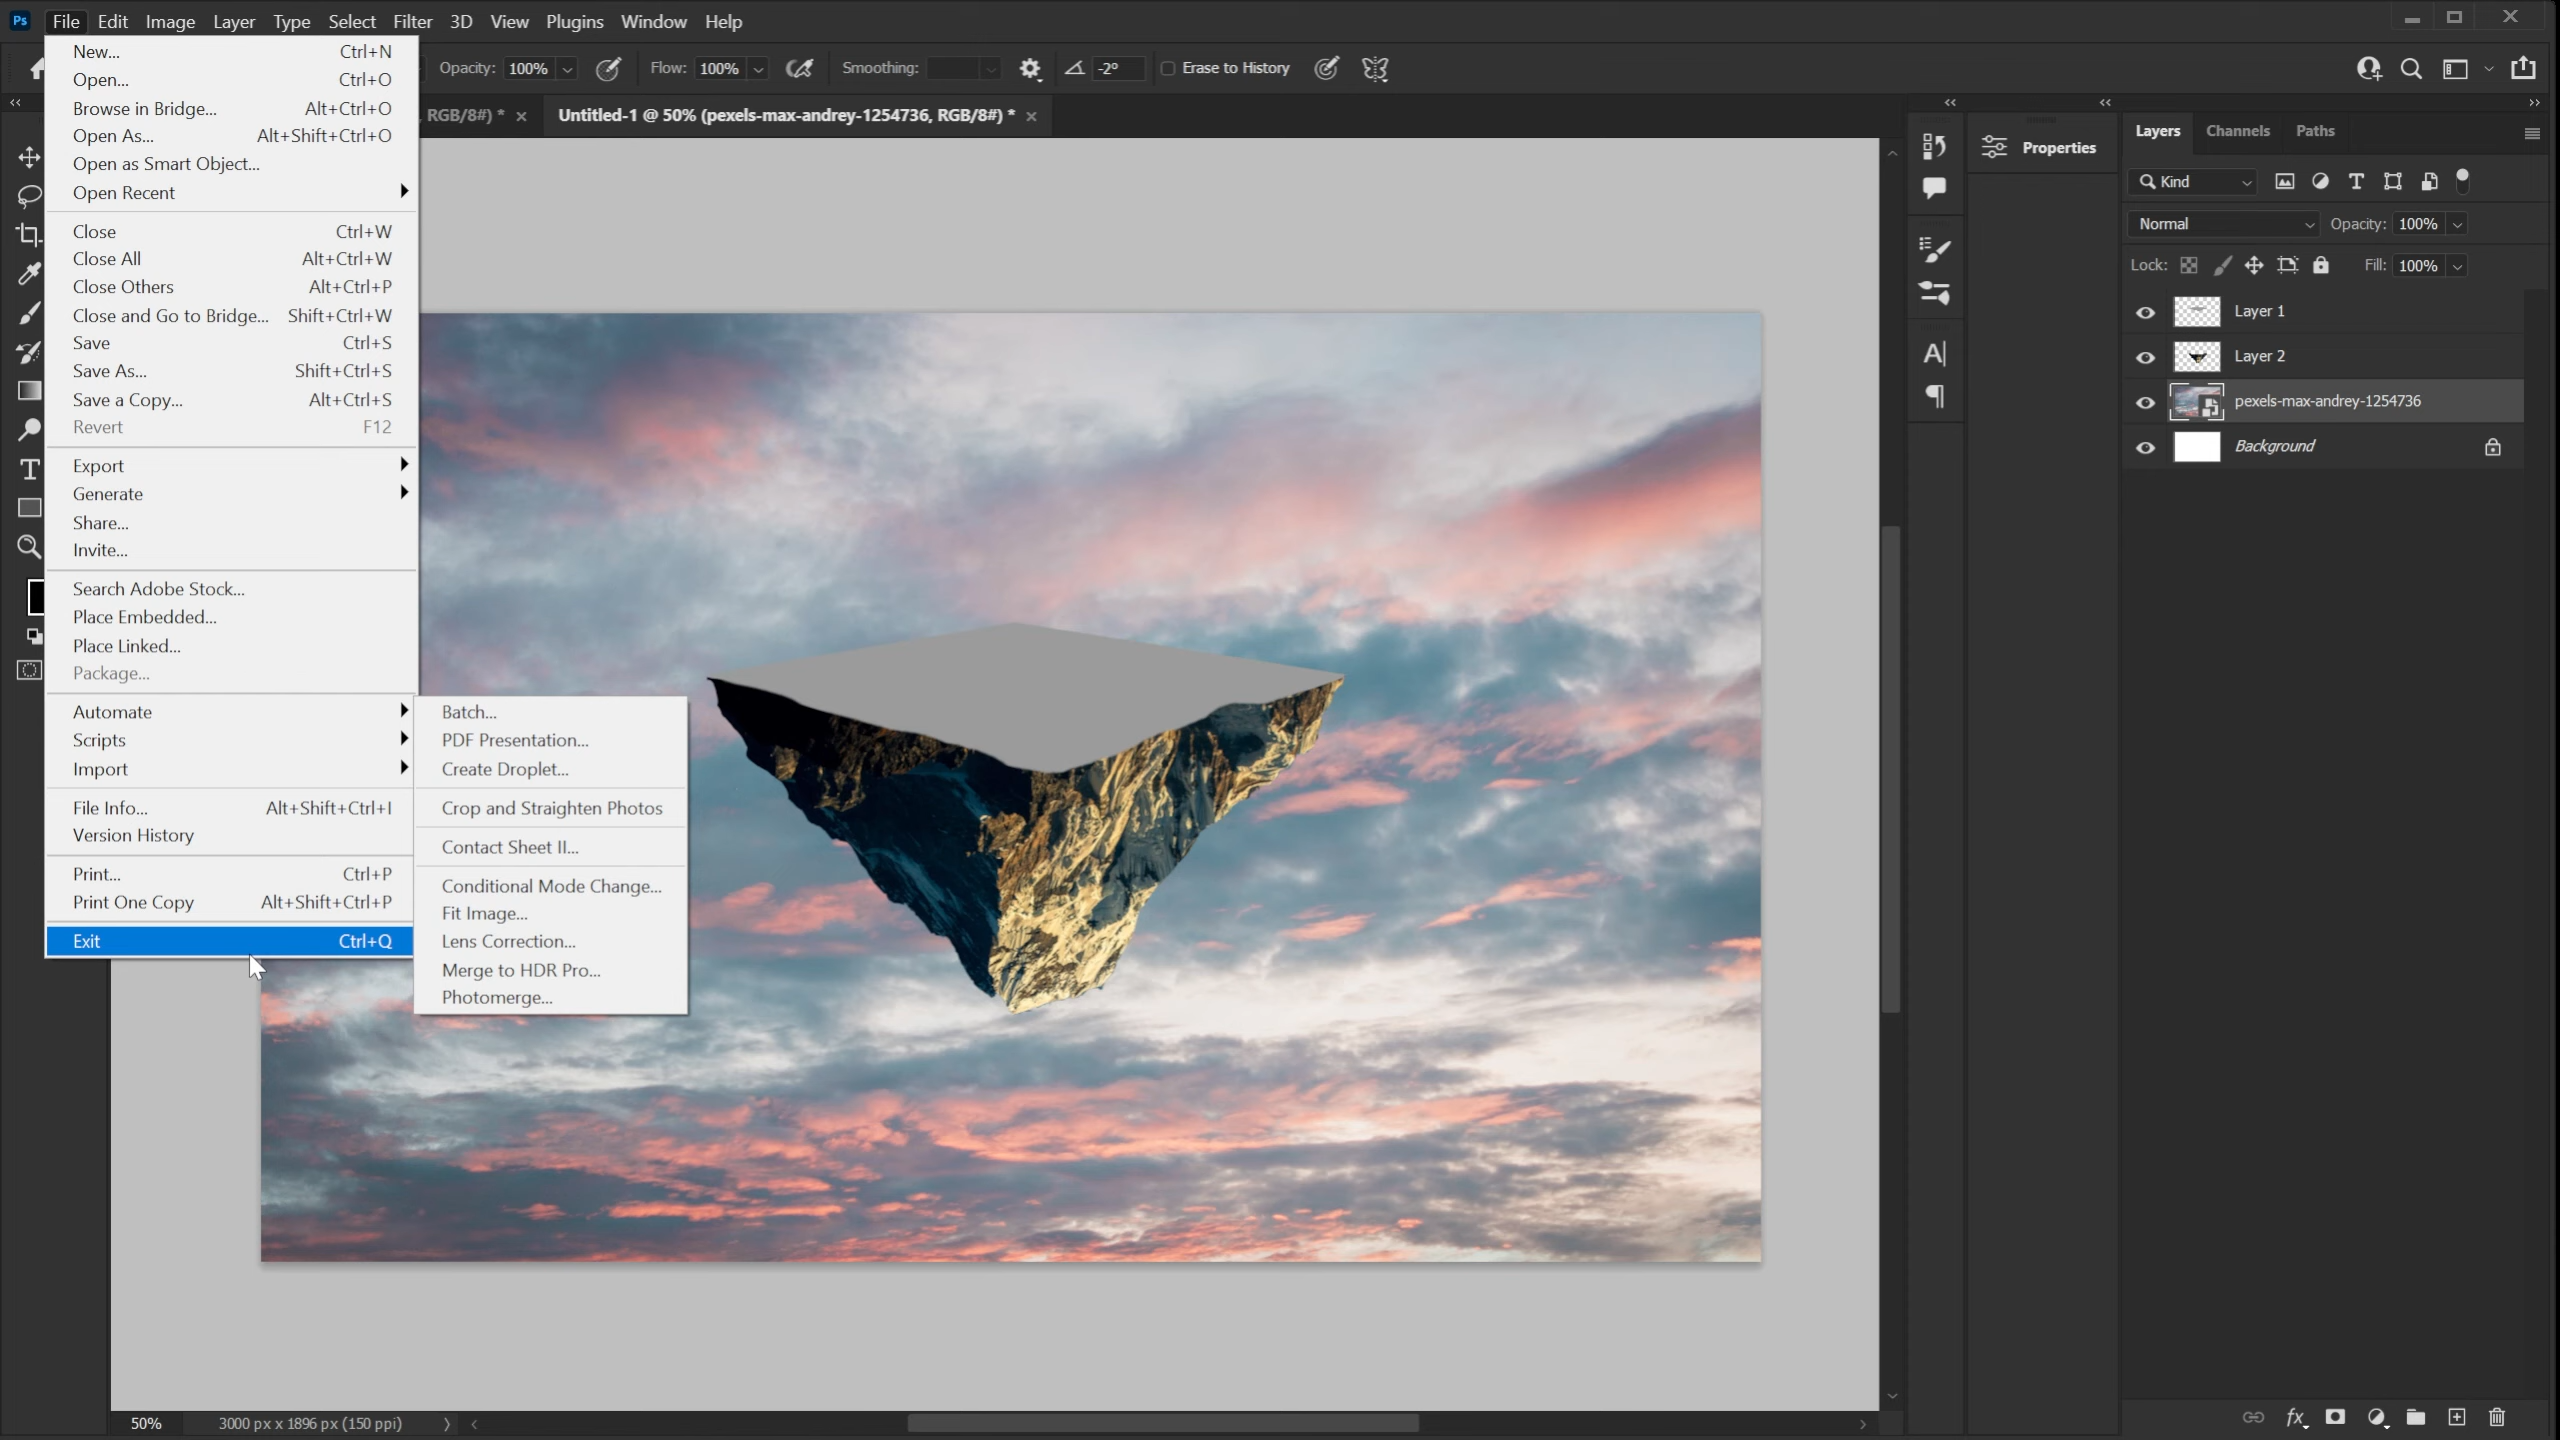 Ps File Edit Image Layer Type Select Filter 3D View Plugins Window Help
Opacity: 100% Flow: 100% Smoothing: -2° Erase to History
, RGB/8#) * × Untitled-1 @ 50% (pexels-max-andrey-1254736, RGB/8#) * ×
New... Ctrl+N
Open... Ctrl+O
Browse in Bridge... Alt+Ctrl+O
Open As... Alt+Shift+Ctrl+O
Open as Smart Object...
Open Recent
Close Ctrl+W
Close All Alt+Ctrl+W
Close Others Alt+Ctrl+P
Close and Go to Bridge... Shift+Ctrl+W
Save Ctrl+S
Save As... Shift+Ctrl+S
Save a Copy... Alt+Ctrl+S
Revert F12
Export
Generate
Share...
Invite...
Search Adobe Stock...
Place Embedded...
Place Linked...
Package...
Automate
Scripts
Import
File Info... Alt+Shift+Ctrl+I
Version History
Print... Ctrl+P
Print One Copy Alt+Shift+Ctrl+P
Exit Ctrl+Q
Batch...
PDF Presentation...
Create Droplet...
Crop and Straighten Photos
Contact Sheet II...
Conditional Mode Change...
Fit Image...
Lens Correction...
Merge to HDR Pro...
Photomerge...
Properties
Layers Channels Paths
Kind
Normal Opacity: 100%
Lock: Fill: 100%
Layer 1
Layer 2
pexels-max-andrey-1254736
Background
50% 3000 px x 1896 px (150 ppi)
fx